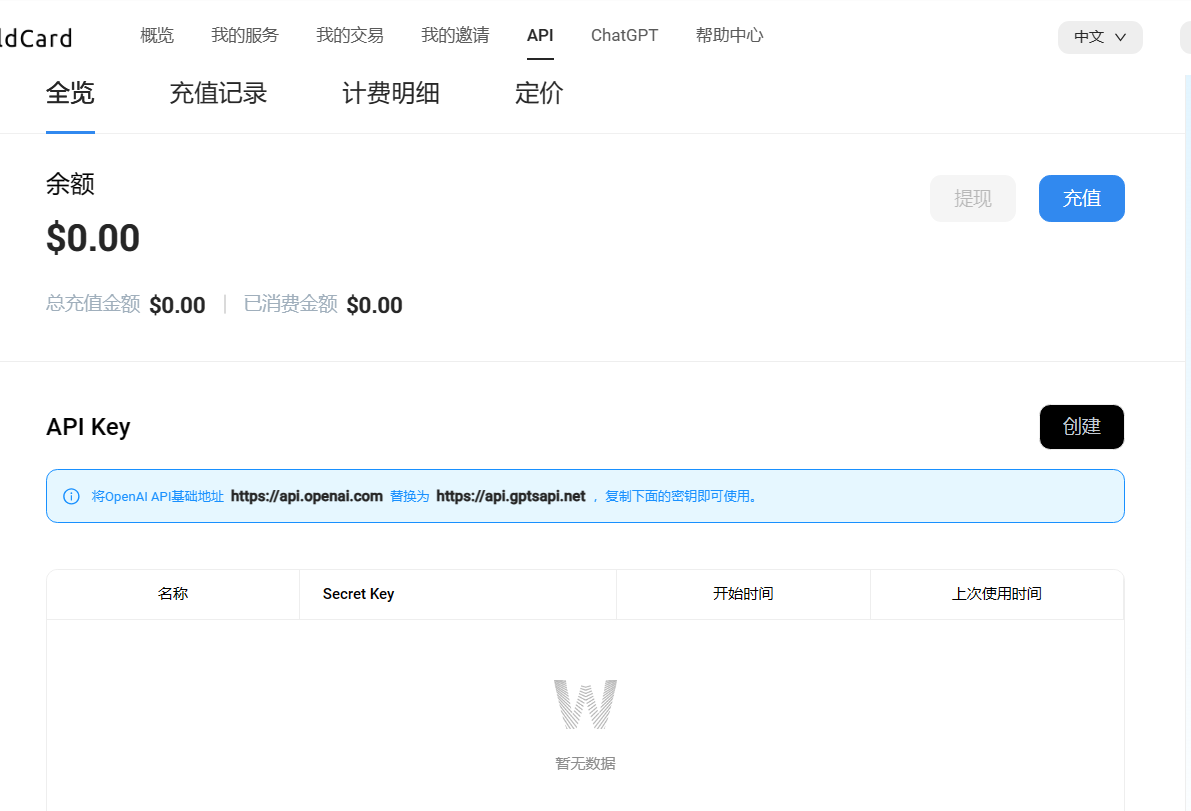 ldCard 概览 我的服务 我的交易 我的邀请 API ChatGPT 帮助中心 中文
全览 充值记录 计费明细 定价
余额
$0.00
提现 充值
总充值金额 $0.00 已消费金额 $0.00
API Key
创建
将OpenAI API基础地址 https://api.openai.com 替换为 https://api.gptsapi.net ，复制下面的密钥即可使用。
名称 Secret Key 开始时间 上次使用时间
暂无数据